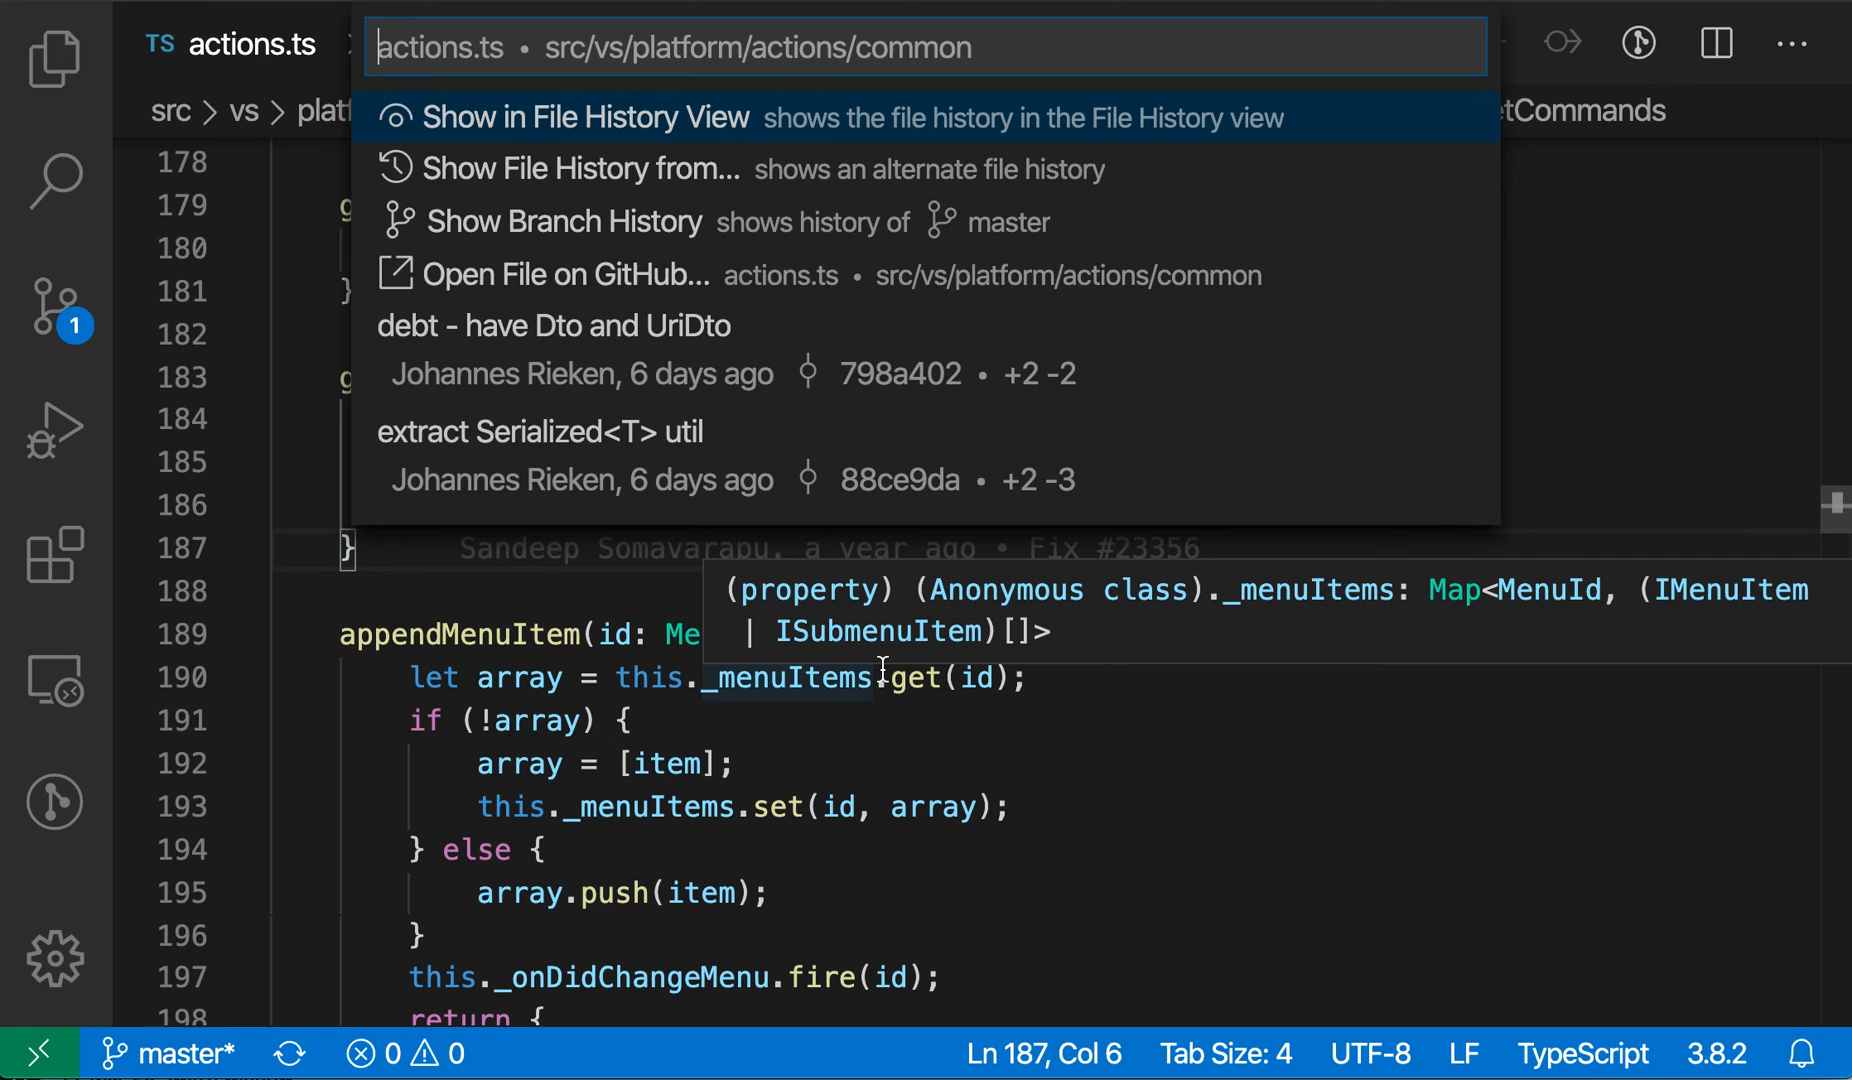 TS actions.ts
actions.ts • src/vs/platform/actions/common
src > vs > platf
etCommands
Show in File History View shows the file history in the File History view
Show File History from... shows an alternate file history
Show Branch History shows history of master
Open File on GitHub... actions.ts • src/vs/platform/actions/common
debt - have Dto and UriDto
Johannes Rieken, 6 days ago 798a402 • +2 -2
extract Serialized<T> util
Johannes Rieken, 6 days ago 88ce9da • +2 -3
178
179 g
180
181 }
182
183 g
184
185
186
187 } Sandeep Somavarapu, a year ago • Fix #23356
188
(property) (Anonymous class)._menuItems: Map<MenuId, (IMenuItem
| ISubmenuItem)[]>
189 appendMenuItem(id: Me
190 let array = this._menuItems.get(id);
191 if (!array) {
192 array = [item];
193 this._menuItems.set(id, array);
194 } else {
195 array.push(item);
196 }
197 this._onDidChangeMenu.fire(id);
198 return {
1
master* 0 0 Ln 187, Col 6 Tab Size: 4 UTF-8 LF TypeScript 3.8.2